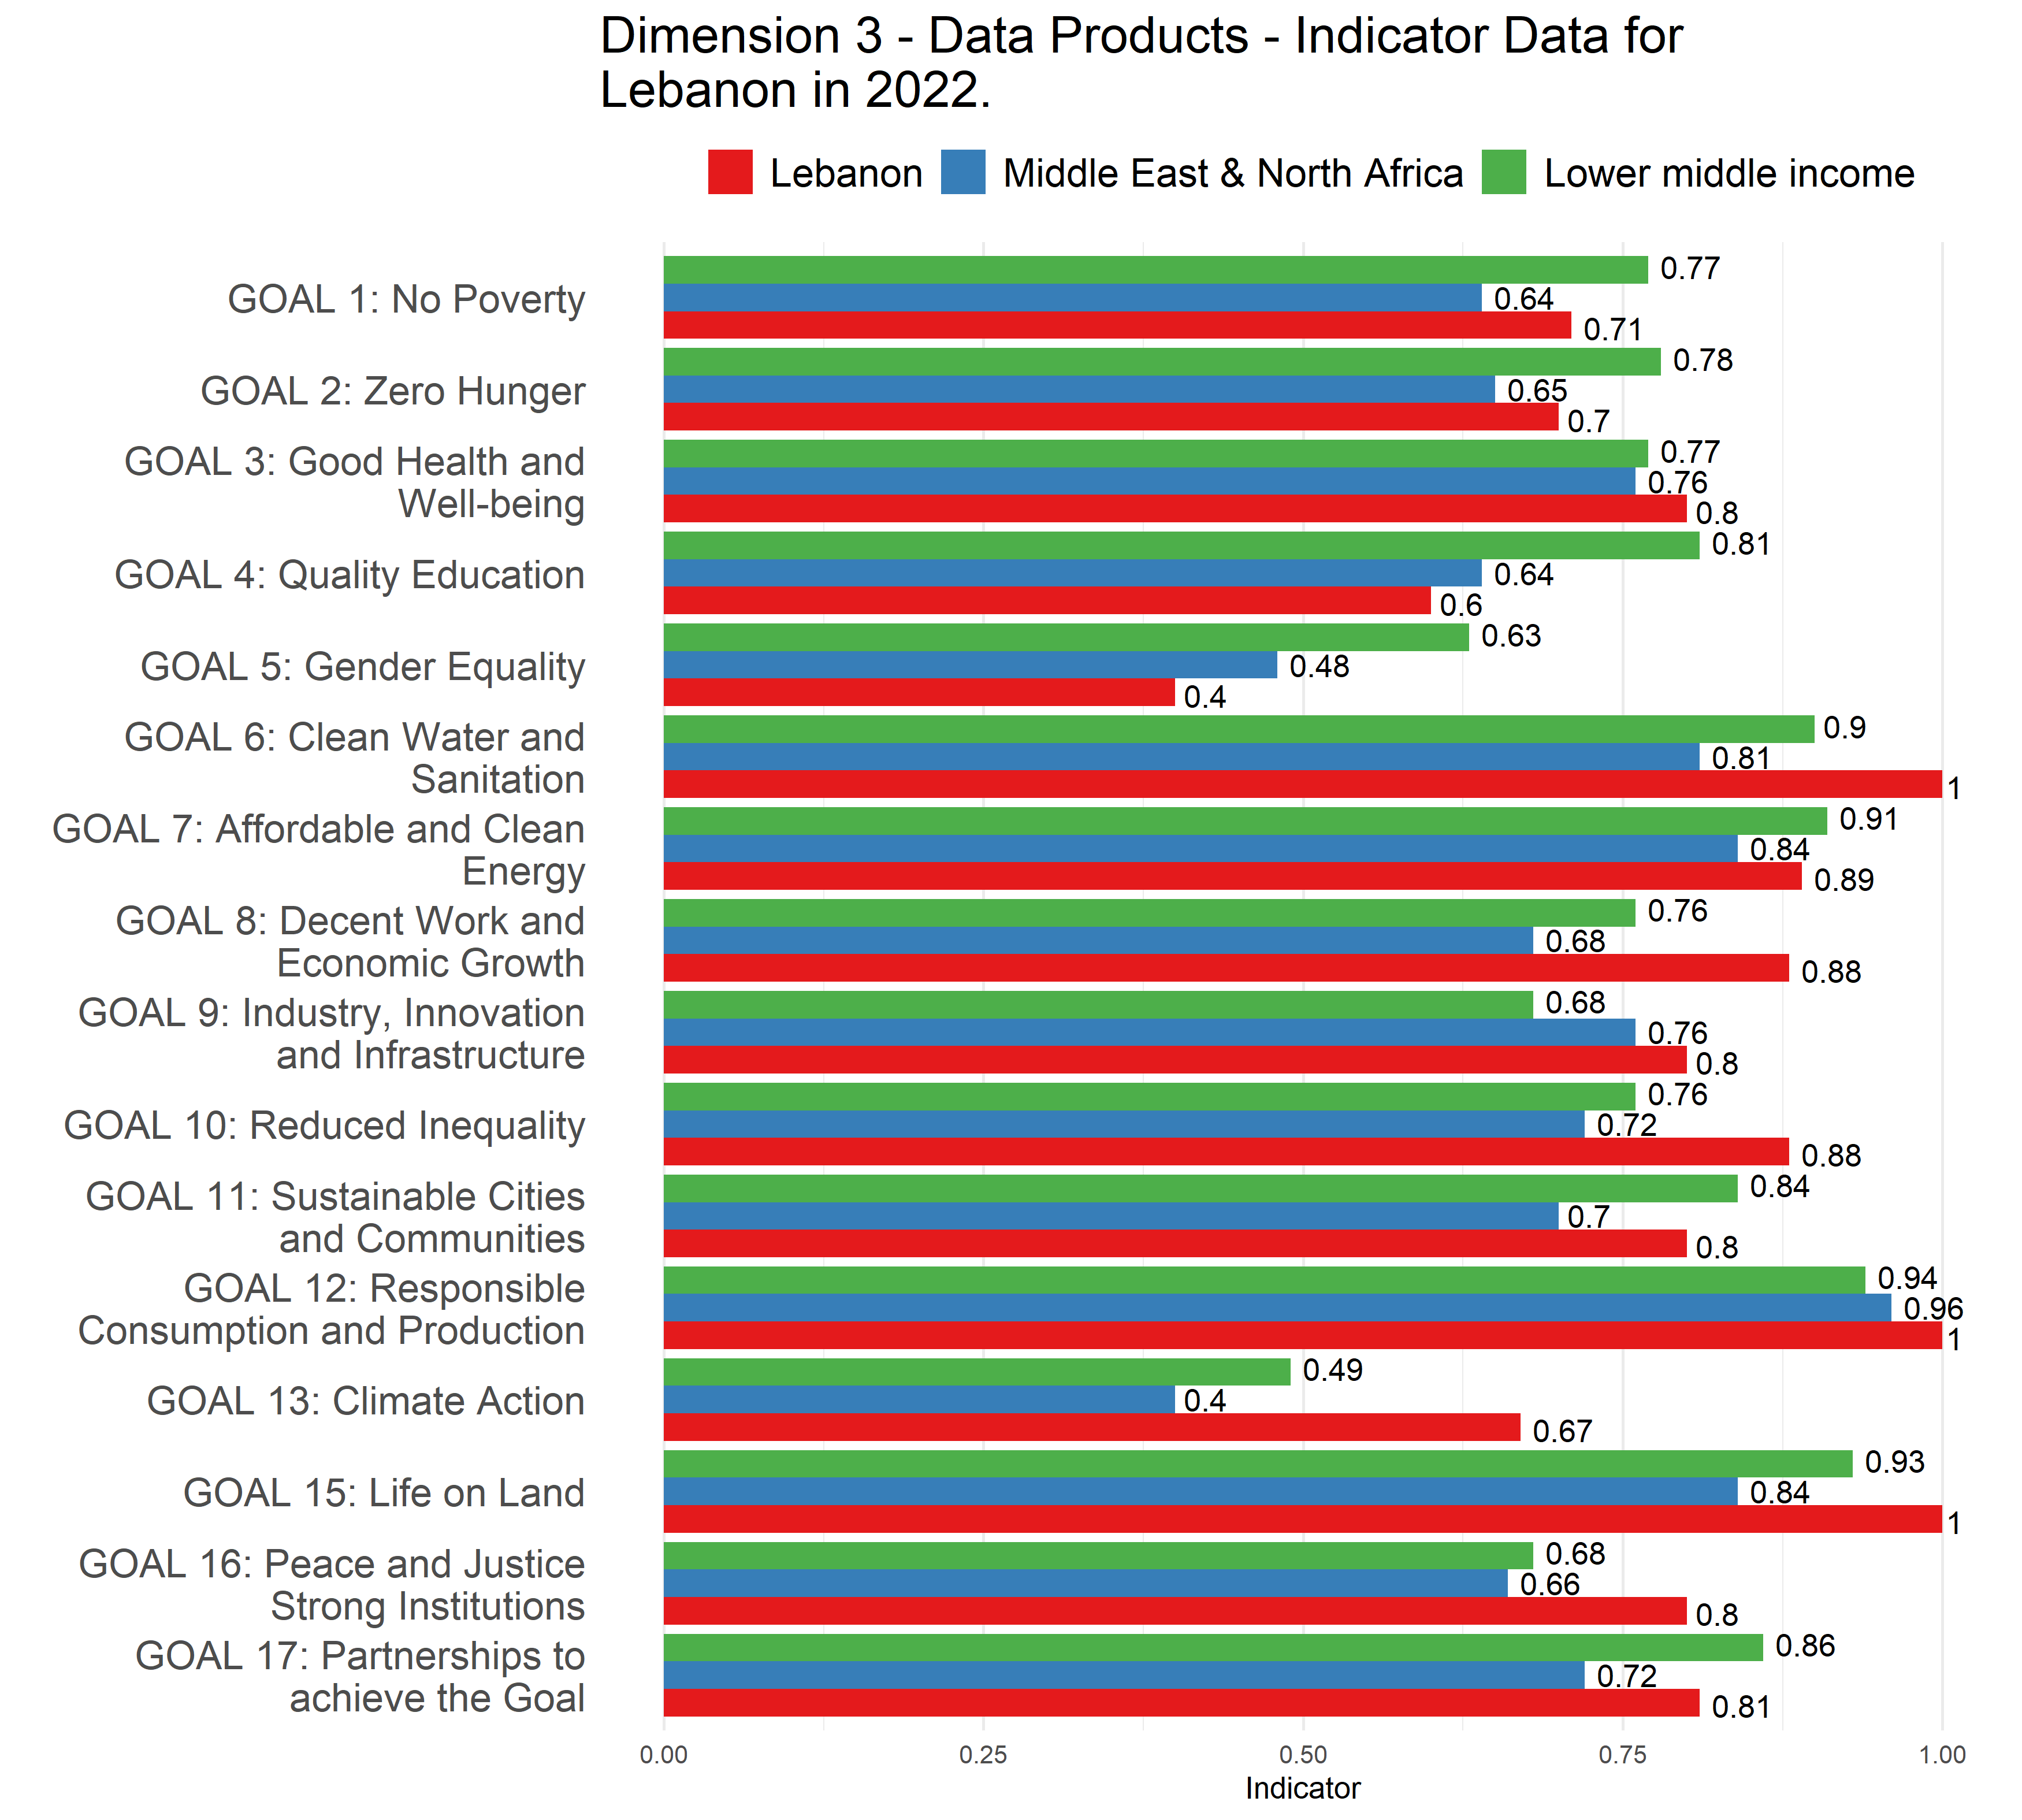 Dimension 3 - Data Products - Indicator Data for
Lebanon in 2022.
Lebanon
Middle East & North Africa
Lower middle income
GOAL 1: No Poverty
0.77
0.64
0.71
GOAL 2: Zero Hunger
0.78
0.65
0.7
GOAL 3: Good Health and
Well-being
0.77
0.76
0.8
GOAL 4: Quality Education
0.81
0.64
0.6
GOAL 5: Gender Equality
0.63
0.48
0.4
GOAL 6: Clean Water and
Sanitation
0.9
0.81
1
GOAL 7: Affordable and Clean
Energy
0.91
0.84
0.89
GOAL 8: Decent Work and
Economic Growth
0.76
0.68
0.88
GOAL 9: Industry, Innovation
and Infrastructure
0.68
0.76
0.8
GOAL 10: Reduced Inequality
0.76
0.72
0.88
GOAL 11: Sustainable Cities
and Communities
0.84
0.7
0.8
GOAL 12: Responsible
Consumption and Production
0.94
0.96
1
GOAL 13: Climate Action
0.49
0.4
0.67
GOAL 15: Life on Land
0.93
0.84
1
GOAL 16: Peace and Justice
Strong Institutions
0.68
0.66
0.8
GOAL 17: Partnerships to
achieve the Goal
0.86
0.72
0.81
0.00
0.25
0.50
0.75
1.00
Indicator